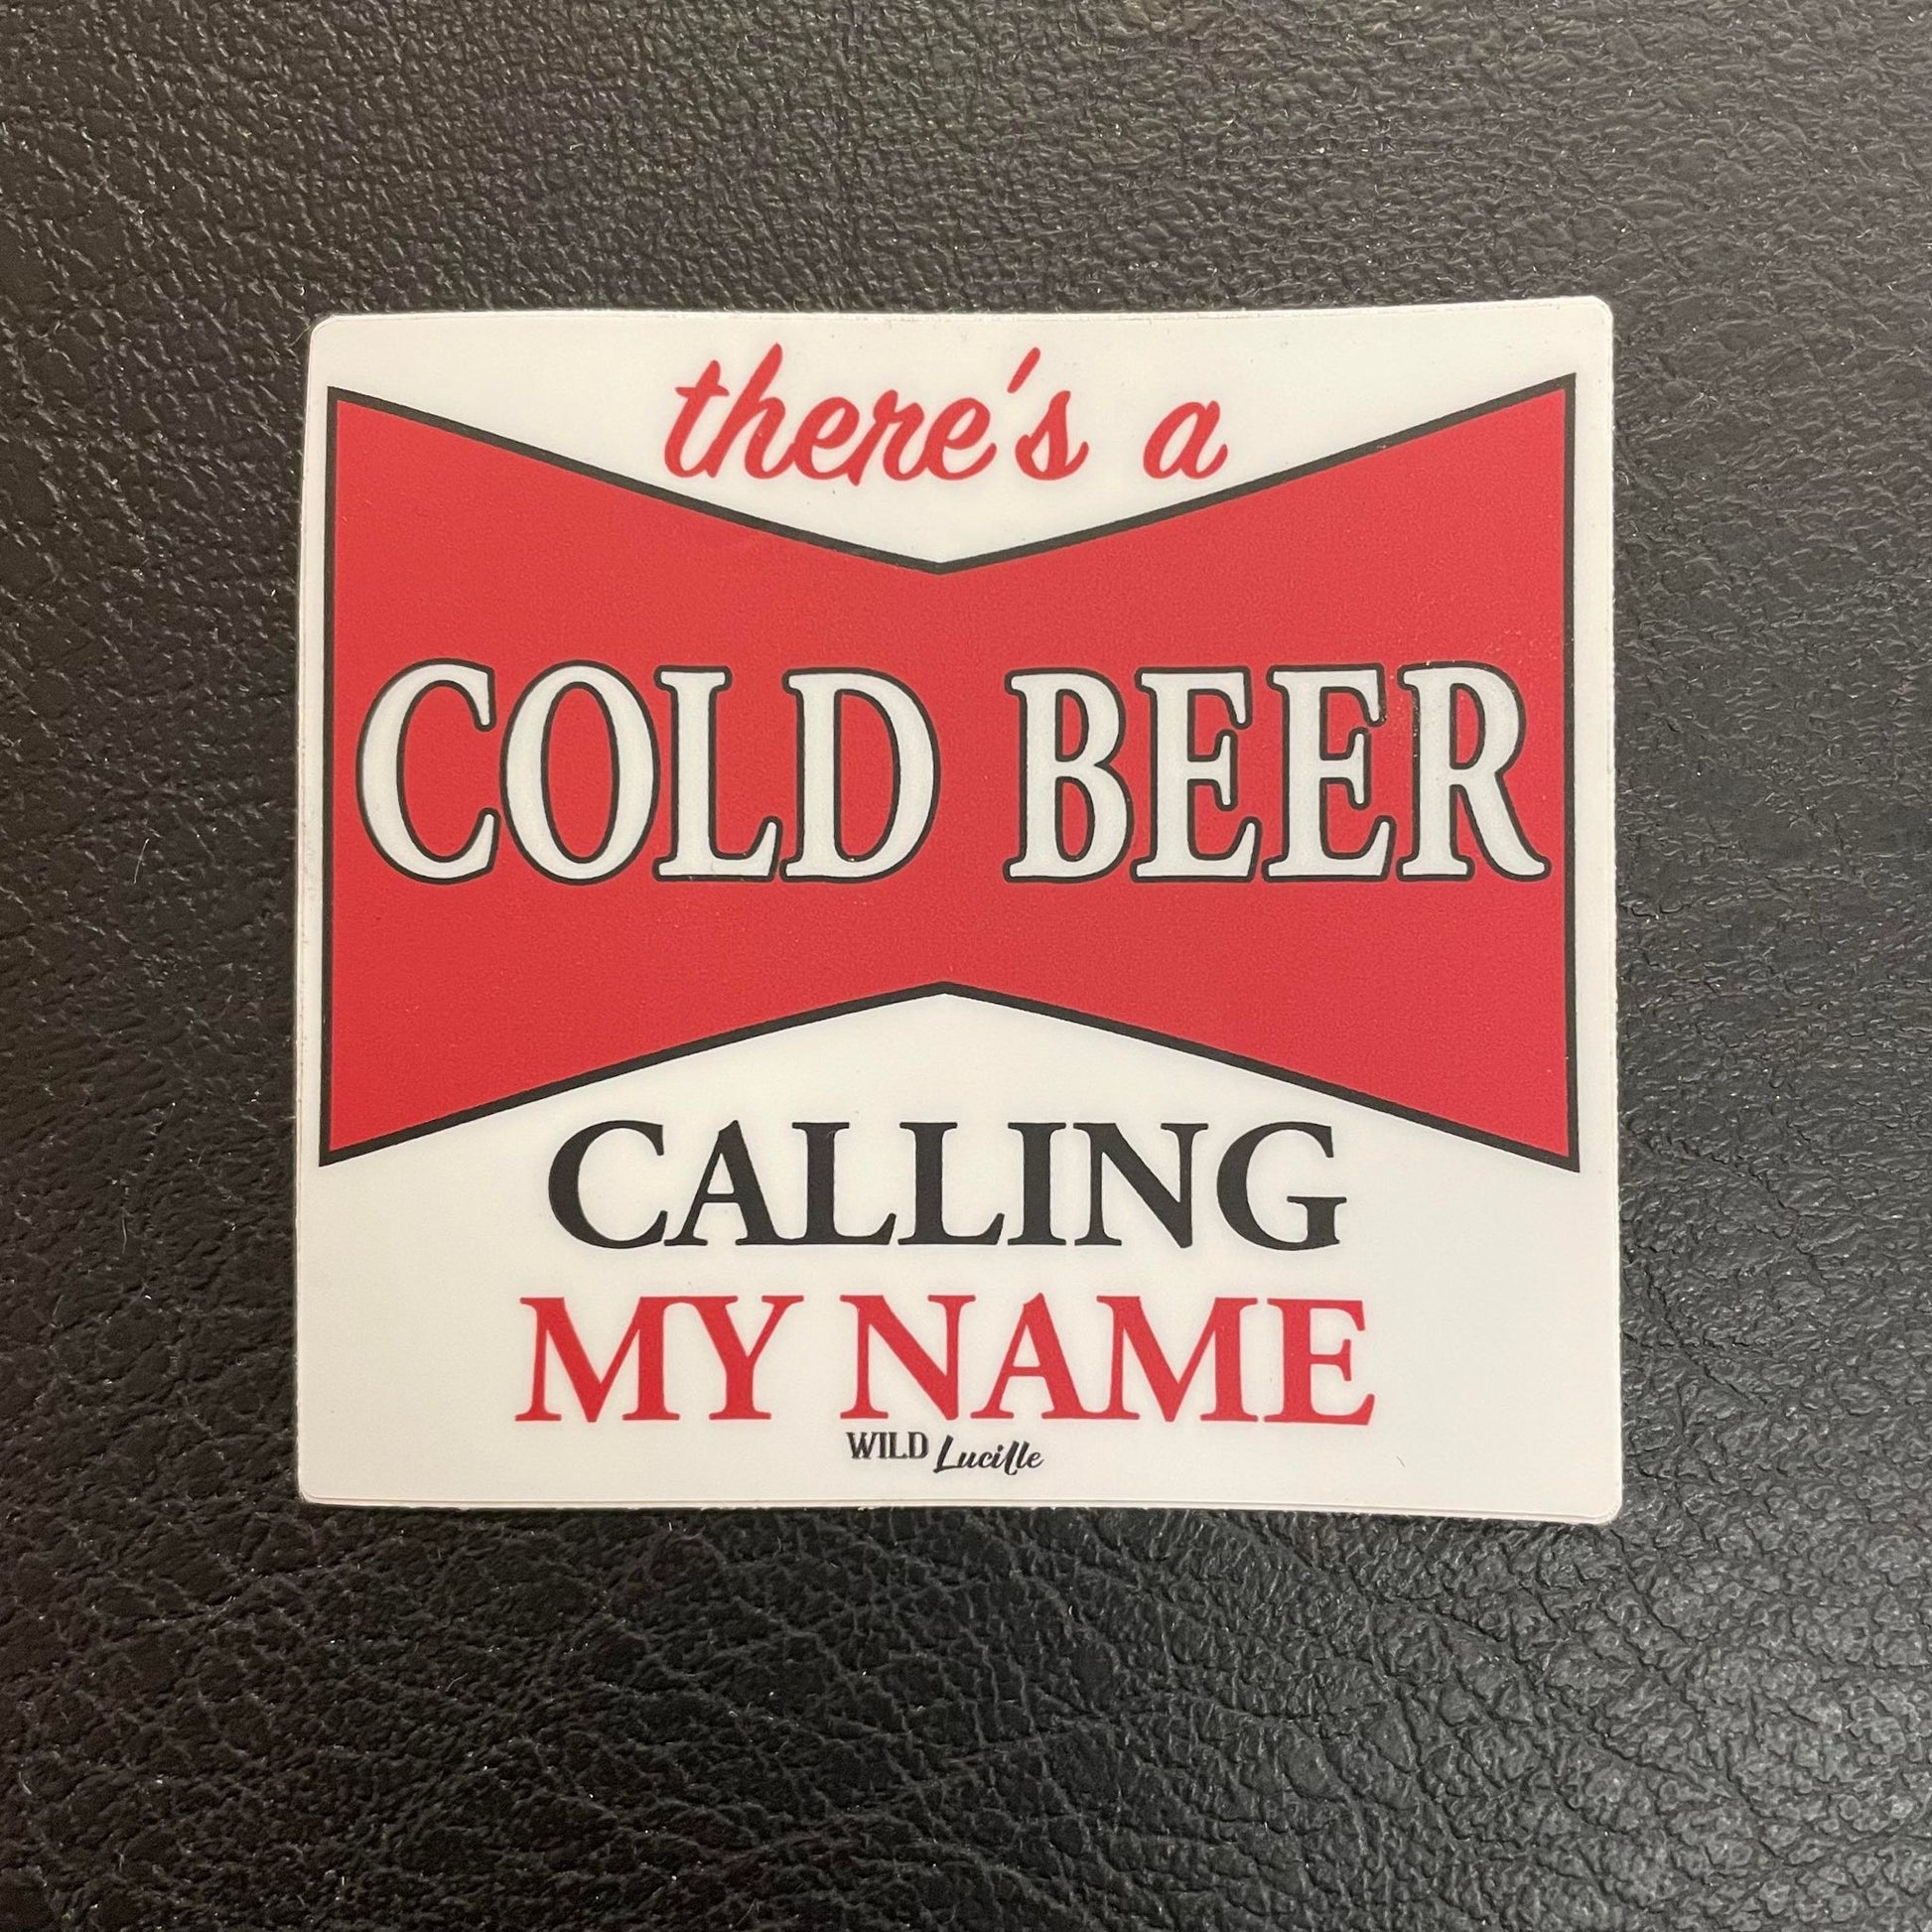 there's a
COLD BEER
CALLING
MY NAME
WILD Lucille